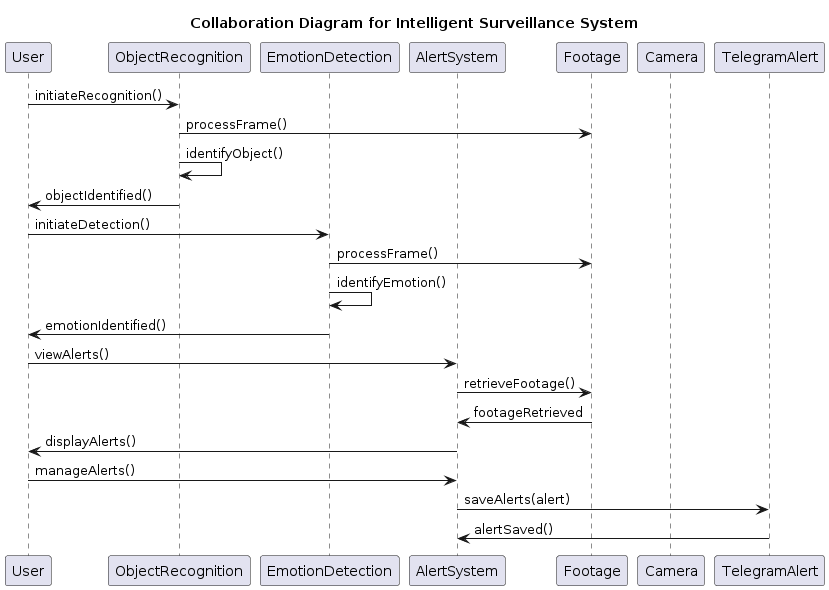 Collaboration Diagram for Intelligent Surveillance System
User
ObjectRecognition
EmotionDetection
AlertSystem
Footage
Camera
TelegramAlert
initiateRecognition()
processFrame()
identifyObject()
objectIdentified()
initiateDetection()
processFrame()
identifyEmotion()
emotionIdentified()
viewAlerts()
retrieveFootage()
footageRetrieved
displayAlerts()
manageAlerts()
saveAlerts(alert)
alertSaved()
User
ObjectRecognition
EmotionDetection
AlertSystem
Footage
Camera
TelegramAlert